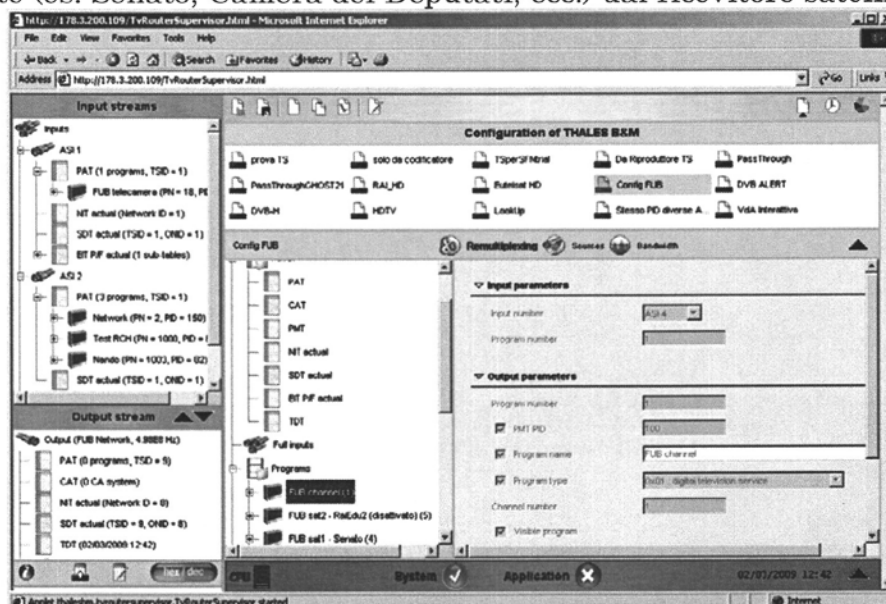 (es. Senato, Camera dei Deputati, ecc.) dal Ricevitore
http://178.3.200.109/TvRouterSupervisor.html - Microsoft Internet Explorer
File Edit View Favorites Tools Help
Back Search Favorites History
Address http://178.3.200.109/TvRouterSupervisor.html Go Links
Input streams
Inputs
ASI 1
PAT (1 programs, TSID = 1)
FUB telecamera (PN = 18, PI
NIT actual (Network ID = 1)
SDT actual (TSID = 1, ONID = 1)
EIT P/F actual (1 sub-tables)
ASI 2
PAT (3 programs, TSID = 1)
Network (PN = 2, PID = 150)
Test RCH (PN = 1000, PID =
Nando (PN = 1003, PID = 82)
SDT actual (TSID = 1, ONID = 1)
Output stream
Output (FUB Network, 4.9888 Hz)
PAT (8 programs, TSID = 9)
CAT (0 CA system)
NIT actual (Network ID = 8)
SDT actual (TSID = 9, ONID = 8)
TDT (02/03/2009 12:42)
hex / dec
Configuration of THALES B&M
prova TS solo da codificatore TSperSFNtrial Da Riproduttore TS PassThrough
PassThroughGHOST21 RAI_HD Eutelsat HD Config FUB DVB ALERT
DVB-H HDTV LookUp Stesso PID diverse A... VdA Interattiva
Config FUB Remultiplexing Sources Bandwidth
PAT
CAT
PMT
NIT actual
SDT actual
EIT P/F actual
TDT
Full inputs
Programs
FUB channel (1
FUB sat2 - RaiEdu2 (disattivato) (5)
FUB sat1 - Senato (4)
Input parameters
Input number ASI 4
Program number 1
Output parameters
Program number 1
PMT PID 100
Program name FUB channel
Program type 0x01 - digital television service
Channel number 1
Visible program
CPU System Application 02/03/2009 12:42
Applet thales.tvroutersupervisor.TvRouterSupervisor started Internet